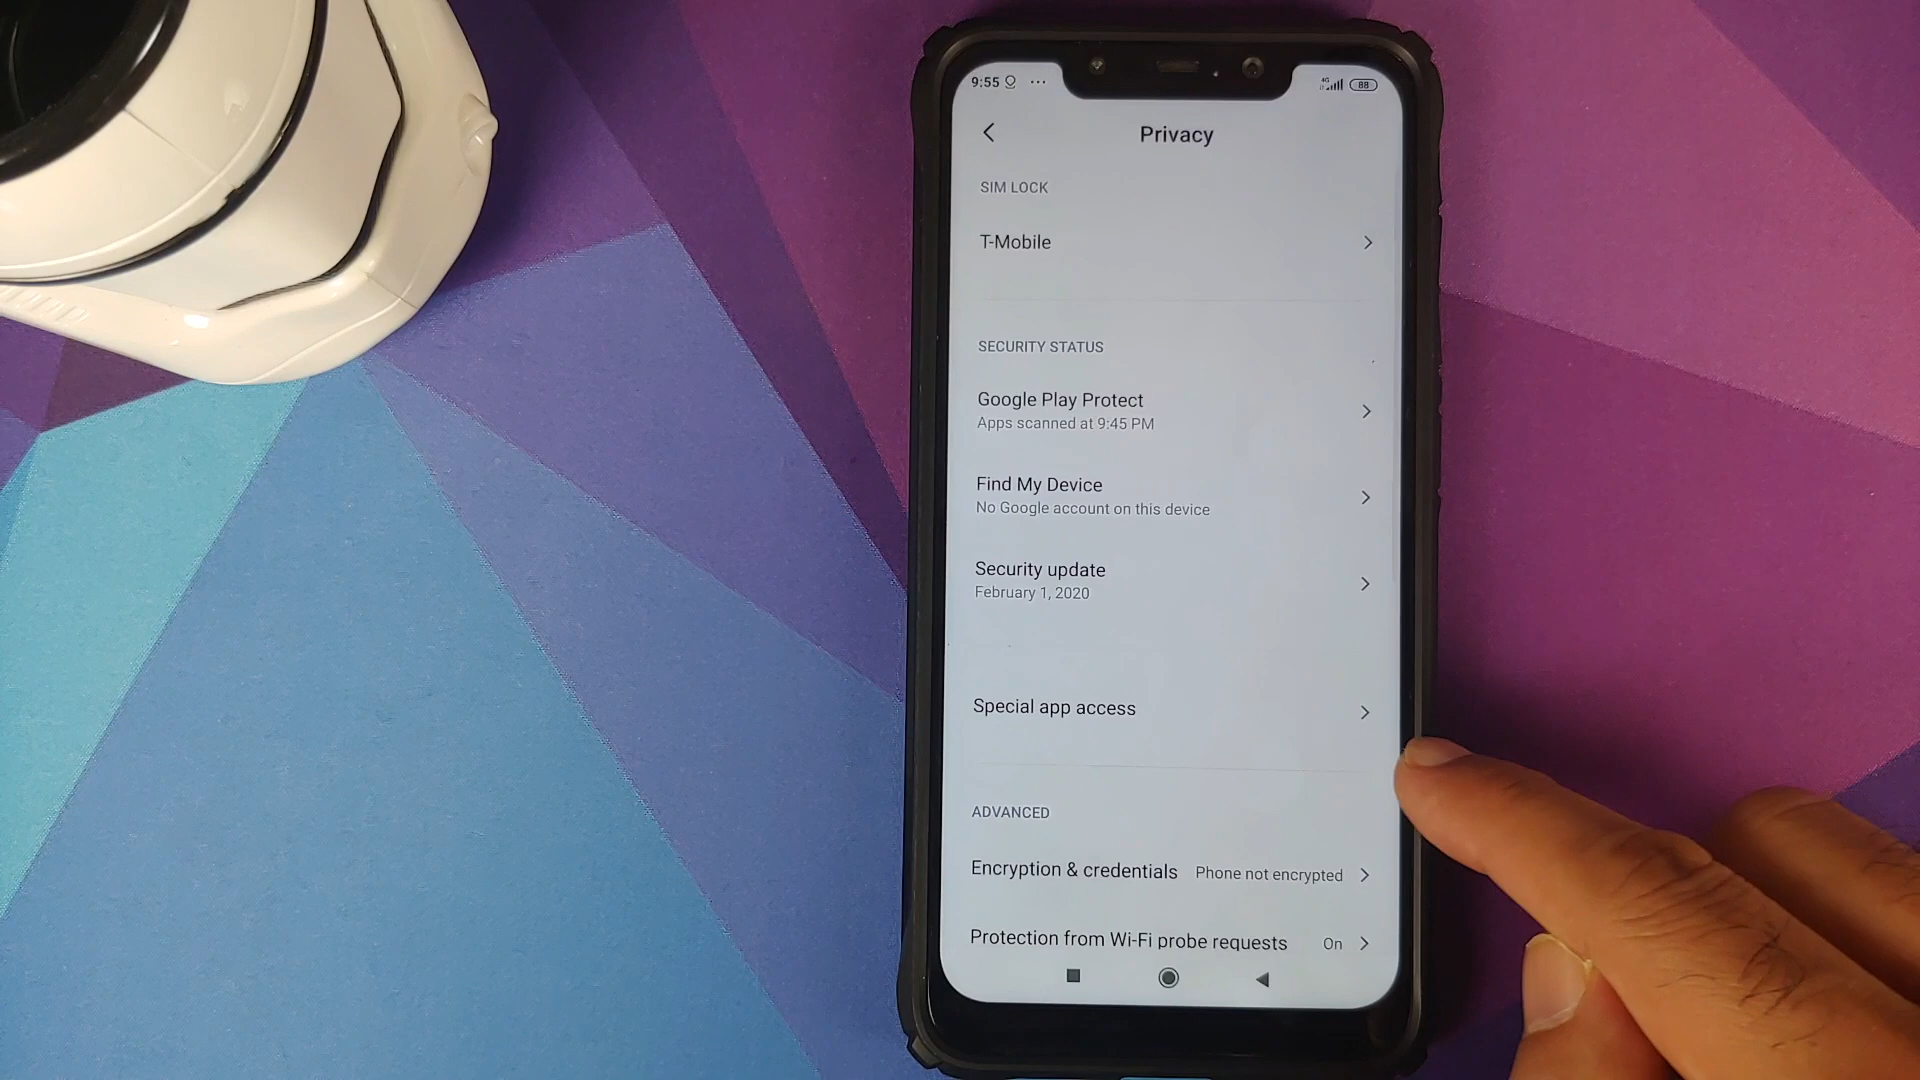 9:55 ... 4G 88
Privacy
SIM LOCK
T-Mobile
SECURITY STATUS
Google Play Protect
Apps scanned at 9:45 PM
Find My Device
No Google account on this device
Security update
February 1, 2020
Special app access
ADVANCED
Encryption & credentials Phone not encrypted
Protection from Wi-Fi probe requests On